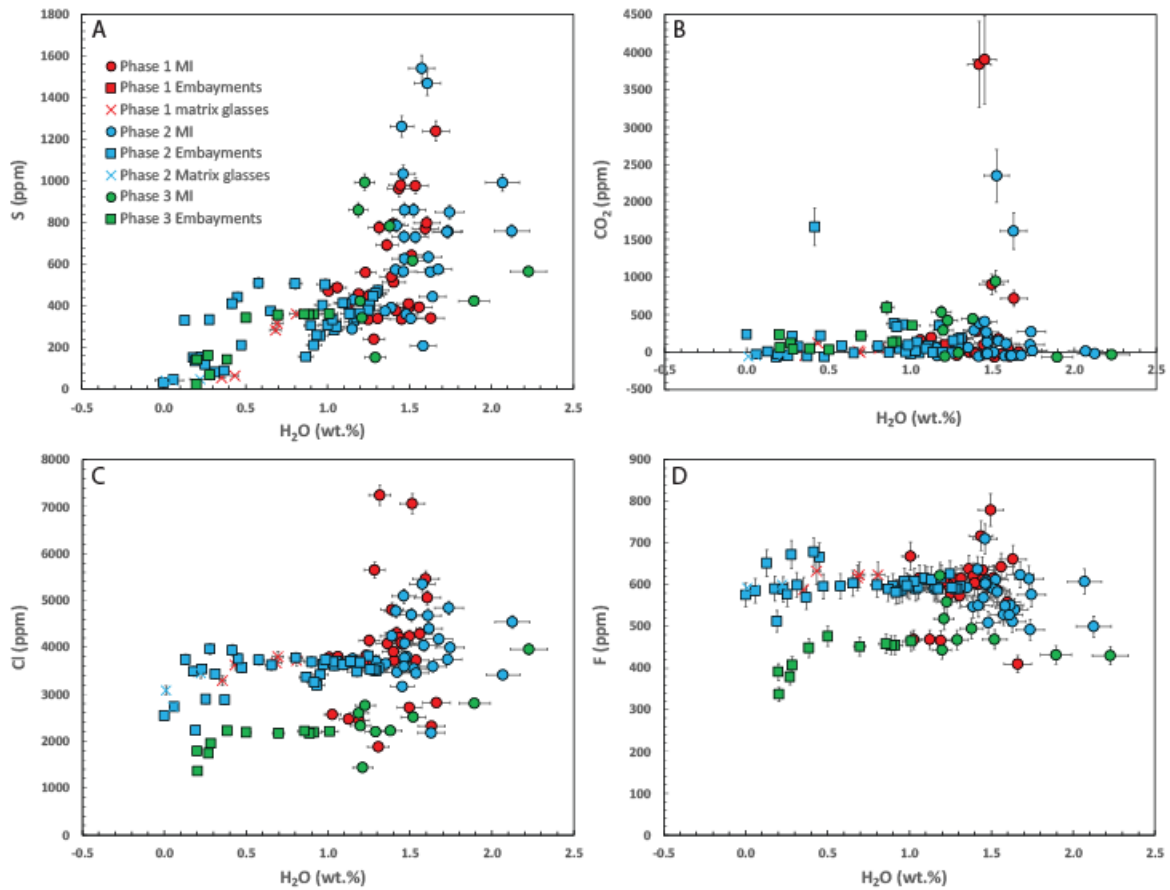 A
1800
1600
1400
1200
1000
800
600
400
200
0
S (ppm)
Phase 1 MI
Phase 1 Embayments
Phase 1 matrix glasses
Phase 2 MI
Phase 2 Embayments
Phase 2 Matrix glasses
Phase 3 MI
Phase 3 Embayments
-0.5 0.0 0.5 1.0 1.5 2.0 2.5
H2O (wt.%)
B
4500
4000
3500
3000
2500
2000
1500
1000
500
0
-500
CO2 (ppm)
-0.5 0.0 0.5 1.0 1.5 2.0 2.5
H2O (wt.%)
C
8000
7000
6000
5000
4000
3000
2000
1000
0
Cl (ppm)
-0.5 0.0 0.5 1.0 1.5 2.0 2.5
H2O (wt.%)
D
900
800
700
600
500
400
300
200
100
0
F (ppm)
-0.5 0.0 0.5 1.0 1.5 2.0 2.5
H2O (wt.%)